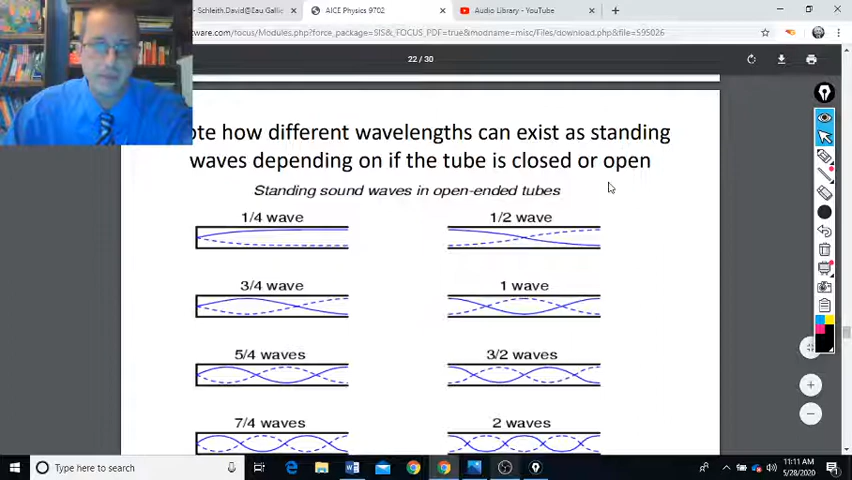 Schleith.David@Eau Gallic
AICE Physics 9702
Audio Library - YouTube
tware.com/focus/Modules.php?force_package=SIS&_FOCUS_PDF=true&modname=misc/Files/download.php&file=595026
22 / 30
ote how different wavelengths can exist as standing
waves depending on if the tube is closed or open
Standing sound waves in open-ended tubes
1/4 wave
1/2 wave
3/4 wave
1 wave
5/4 waves
3/2 waves
7/4 waves
2 waves
Type here to search
11:11 AM
5/28/2020